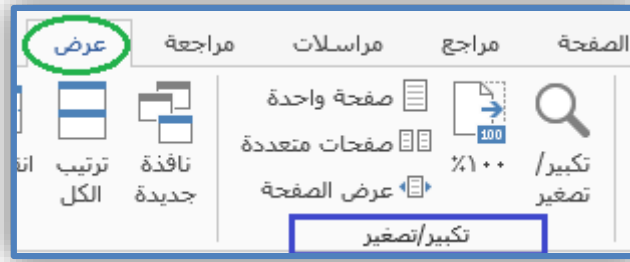 الصفحة مراجع مراسلات مراجعة عرض
تكبير/
تصغير
100
١٠٠٪
صفحة واحدة
صفحات متعددة
عرض الصفحة
تكبير/تصغير
نافذة
جديدة
ترتيب
الكل